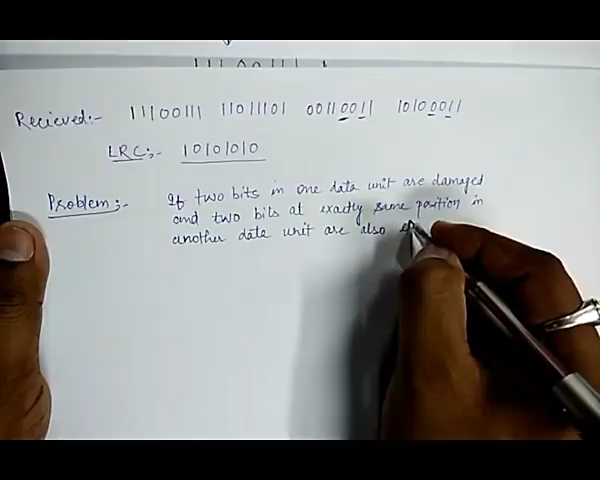 Recieved:- 11100111 11011101 00110011 10100011
LRC:- 10101010
Problem:- If two bits in one data unit are damaged
and two bits at exactly same position in
another data unit are also